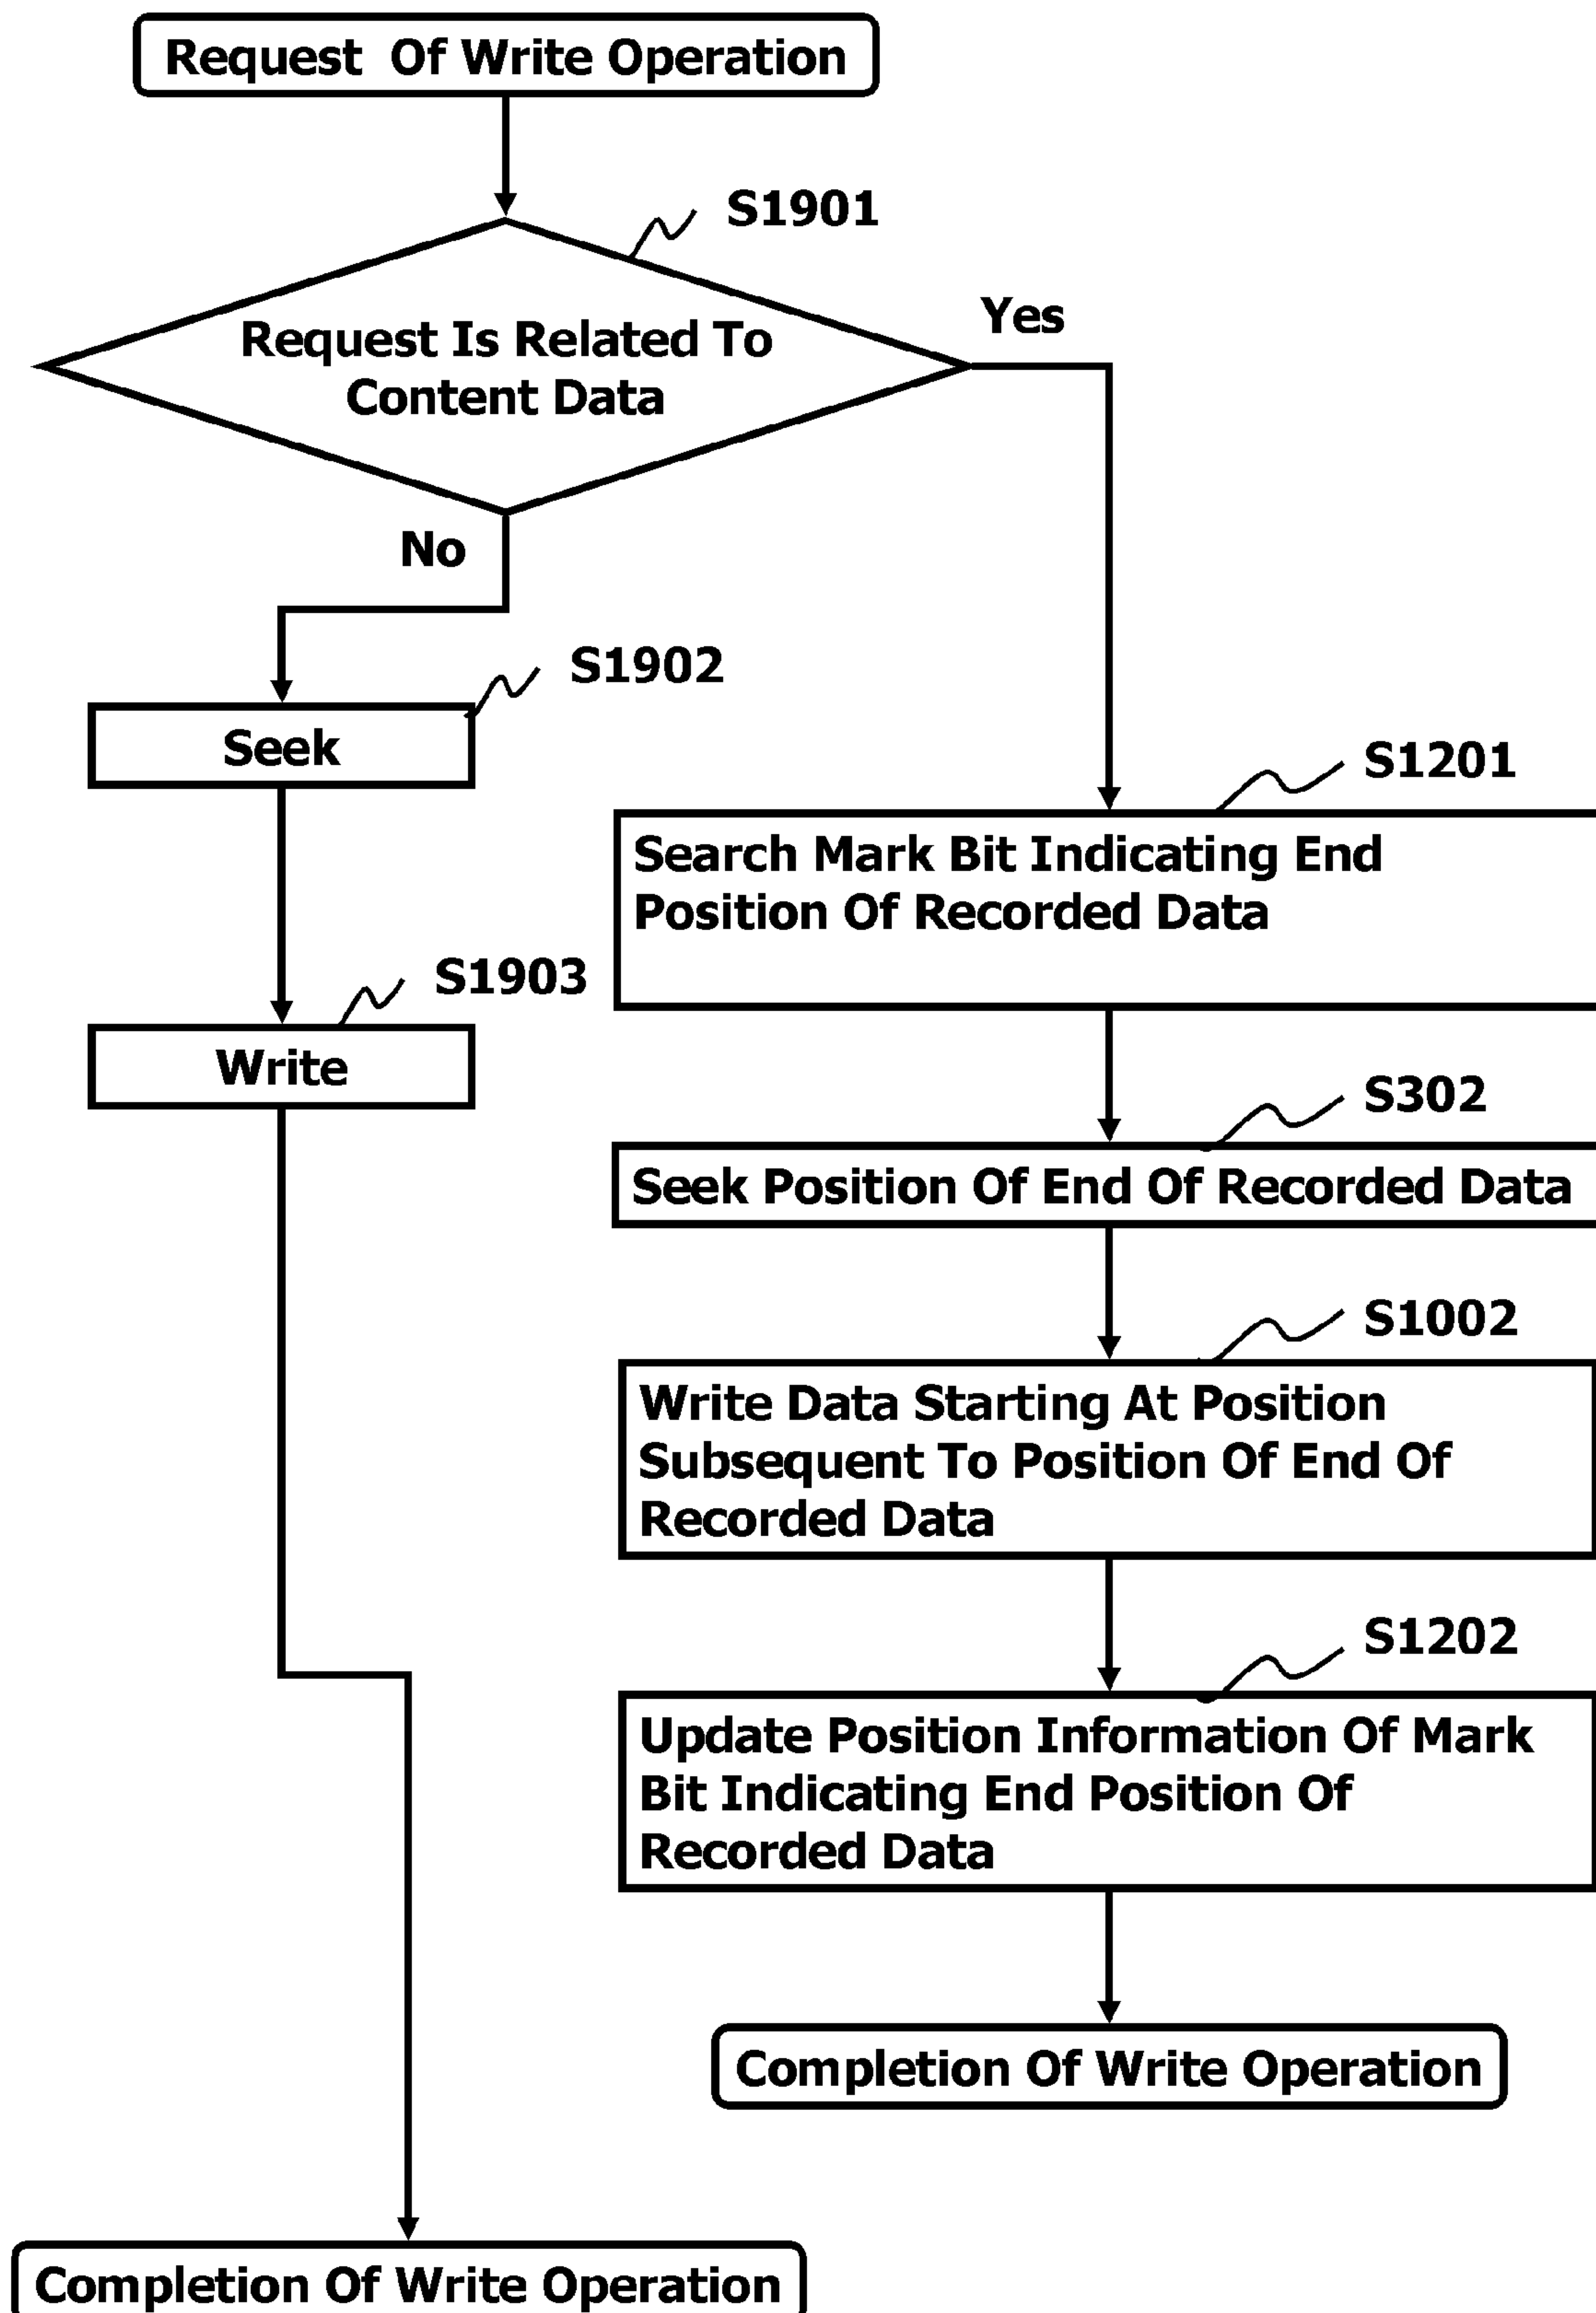 Request Of Write Operation
S1901
Request Is Related To
Content Data
Yes
No
S1902
Seek
S1903
Write
S1201
Search Mark Bit Indicating End
Position Of Recorded Data
S302
Seek Position Of End Of Recorded Data
S1002
Write Data Starting At Position
Subsequent To Position Of End Of
Recorded Data
S1202
Update Position Information Of Mark
Bit Indicating End Position Of
Recorded Data
Completion Of Write Operation
Completion Of Write Operation